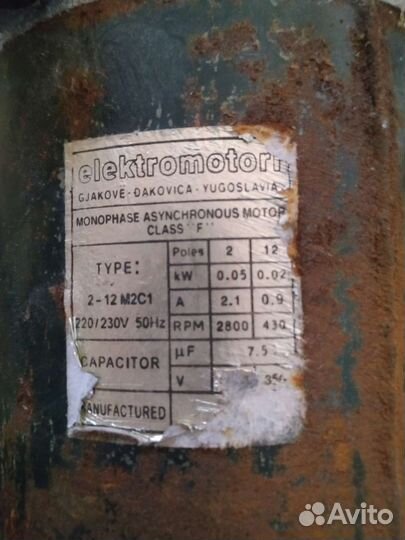 elektromotori
GJAKOVË - ĐAKOVICA - YUGOSLAVIA
MONOPHASE ASYNCHRONOUS MOTOR
CLASS "F"
TYPE:
2-12 M2C1
220/230V 50Hz
Poles 2 12
kW 0.05 0.02
A 2.1 0.9
RPM 2800 430
CAPACITOR
µF 7.5
V
MANUFACTURED
Avito